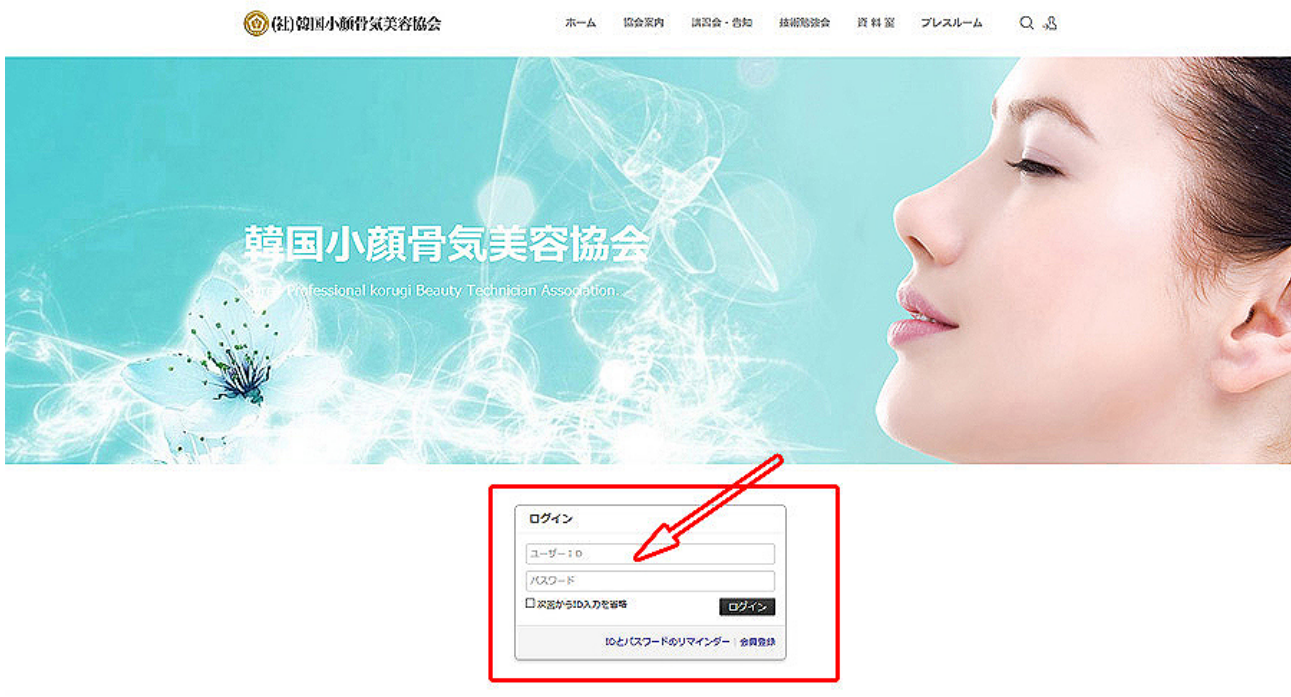 (社)韓国小顔骨気美容協会
ホーム 協会案内 講習会・告知 技術勉強会 資 料 室 プレスルーム
韓国小顔骨気美容協会
Korea Professional korugi Beauty Technician Association.
ログイン
ユーザーID
パスワード
次回からID入力を省略
ログイン
IDとパスワードのリマインダー | 会員登録